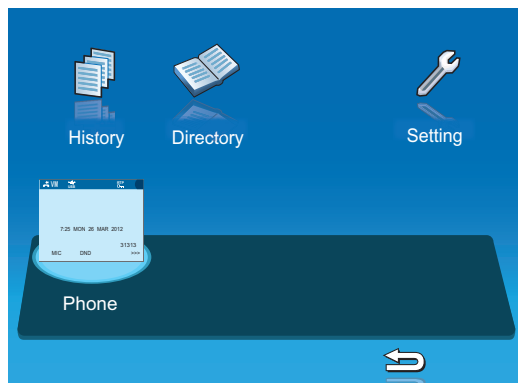 History Directory Setting
VM
7:25 MON 26 MAR 2012
31313
MIC DND >>>
Phone